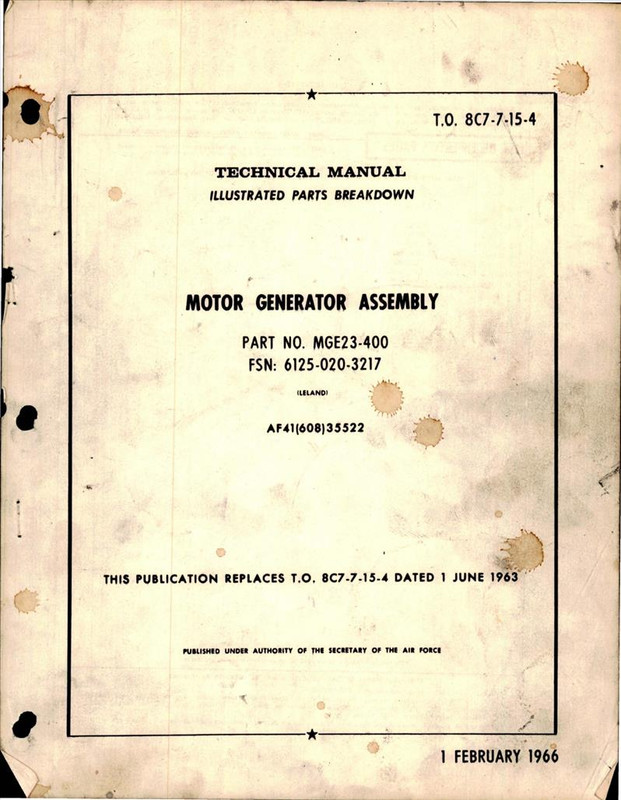 T.O. 8C7-7-15-4
TECHNICAL MANUAL
ILLUSTRATED PARTS BREAKDOWN
MOTOR GENERATOR ASSEMBLY
PART NO. MGE23-400
FSN: 6125-020-3217
(LELAND)
AF41(608)35522
THIS PUBLICATION REPLACES T.O. 8C7-7-15-4 DATED 1 JUNE 1963
PUBLISHED UNDER AUTHORITY OF THE SECRETARY OF THE AIR FORCE
1 FEBRUARY 1966